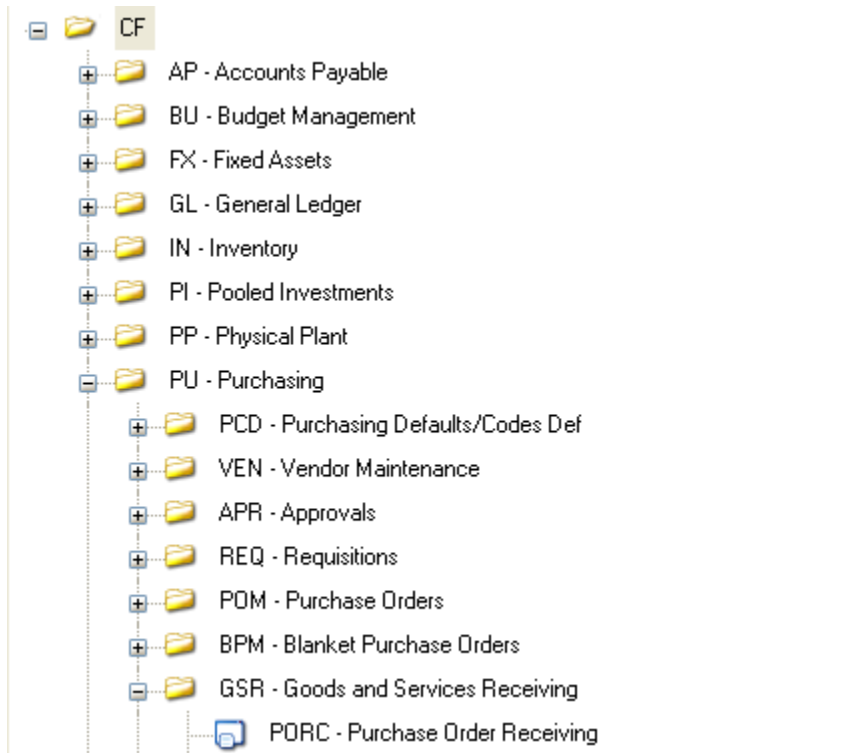 CF
AP - Accounts Payable
BU - Budget Management
FX - Fixed Assets
GL - General Ledger
IN - Inventory
PI - Pooled Investments
PP - Physical Plant
PU - Purchasing
PCD - Purchasing Defaults/Codes Def
VEN - Vendor Maintenance
APR - Approvals
REQ - Requisitions
POM - Purchase Orders
BPM - Blanket Purchase Orders
GSR - Goods and Services Receiving
PORC - Purchase Order Receiving